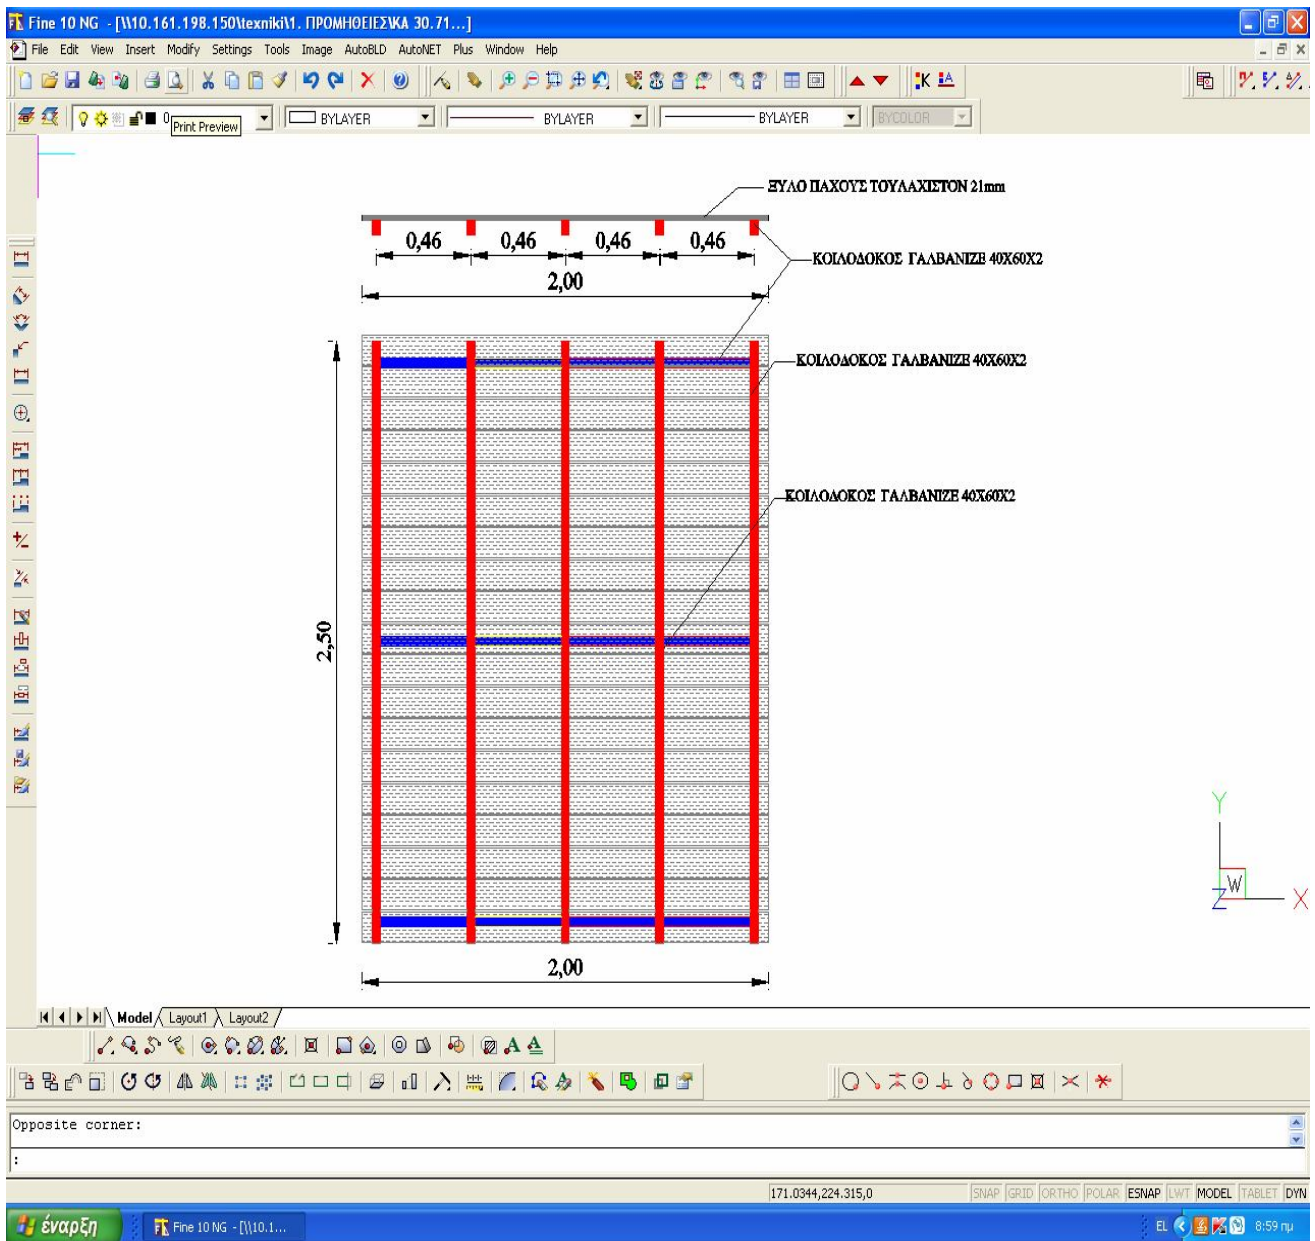 Fine 10 NG - [\\10.161.198.150\texniki\1. ΠΡΟΜΗΘΕΙΕΣ\ΚΑ 30.71...]
File Edit View Insert Modify Settings Tools Image AutoBLD AutoNET Plus Window Help
0 BYLAYER BYLAYER BYLAYER BYCOLOR
Print Preview
ΞΥΛΟ ΠΑΧΟΥΣ ΤΟΥΛΑΧΙΣΤΟΝ 21mm
0,46 0,46 0,46 0,46
ΚΟΙΛΟΔΟΚΟΣ ΓΑΛΒΑΝΙΖΕ 40Χ60Χ2
2,00
ΚΟΙΛΟΔΟΚΟΣ ΓΑΛΒΑΝΙΖΕ 40Χ60Χ2
ΚΟΙΛΟΔΟΚΟΣ ΓΑΛΒΑΝΙΖΕ 40Χ60Χ2
2,50
Y
W
Z X
2,00
Model Layout1 Layout2
Opposite corner:
:
171.0344,224.315,0 SNAP GRID ORTHO POLAR ESNAP LWT MODEL TABLET DYN
έναρξη Fine 10 NG - [\\10.1... EL 8:59 πμ